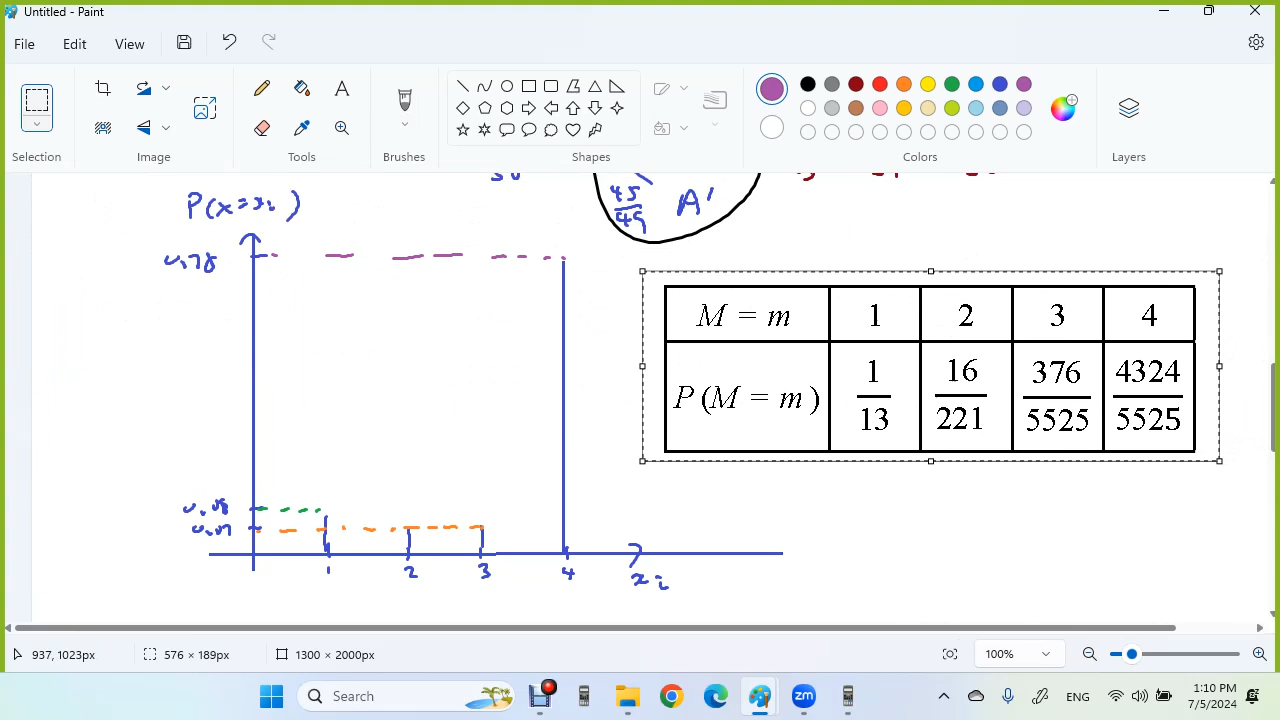 Untitled - Paint
File Edit View
Selection Image Tools Brushes Shapes Colors Layers
45
49
A'
P(x=xi)
0.78
M = m 1 2 3 4
P (M = m) 1/13 16/221 376/5525 4324/5525
0.08
0.07
1 2 3 4 xi
937, 1023px 576 × 189px 1300 × 2000px 100%
Search zm ENG 1:10 PM
7/5/2024